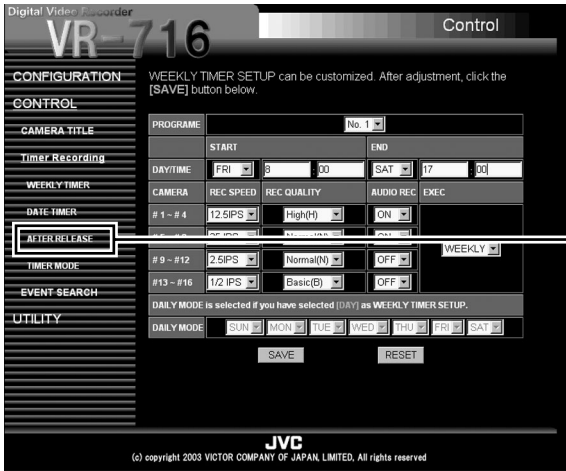 Digital Video Recorder
VR-716
Control
CONFIGURATION
CONTROL
CAMERA TITLE
Timer Recording
WEEKLY TIMER
DATE TIMER
AFTER RELEASE
TIMER MODE
EVENT SEARCH
UTILITY
WEEKLY TIMER SETUP can be customized. After adjustment, click the
[SAVE] button below.
PROGRAME No. 1
START END
DAY/TIME FRI 8 : 00 SAT 17 : 00
CAMERA REC SPEED REC QUALITY AUDIO REC EXEC
# 1 ~ # 4 12.5IPS High(H) ON
WEEKLY
# 9 ~ #12 2.5IPS Normal(N) OFF
#13 ~ #16 1/2 IPS Basic(B) OFF
DAILY MODE is selected if you have selected [DAY] as WEEKLY TIMER SETUP.
DAILY MODE SUN MON TUE WED THU FRI SAT
SAVE RESET
JVC
(c) copyright 2003 VICTOR COMPANY OF JAPAN, LIMITED, All rights reserved